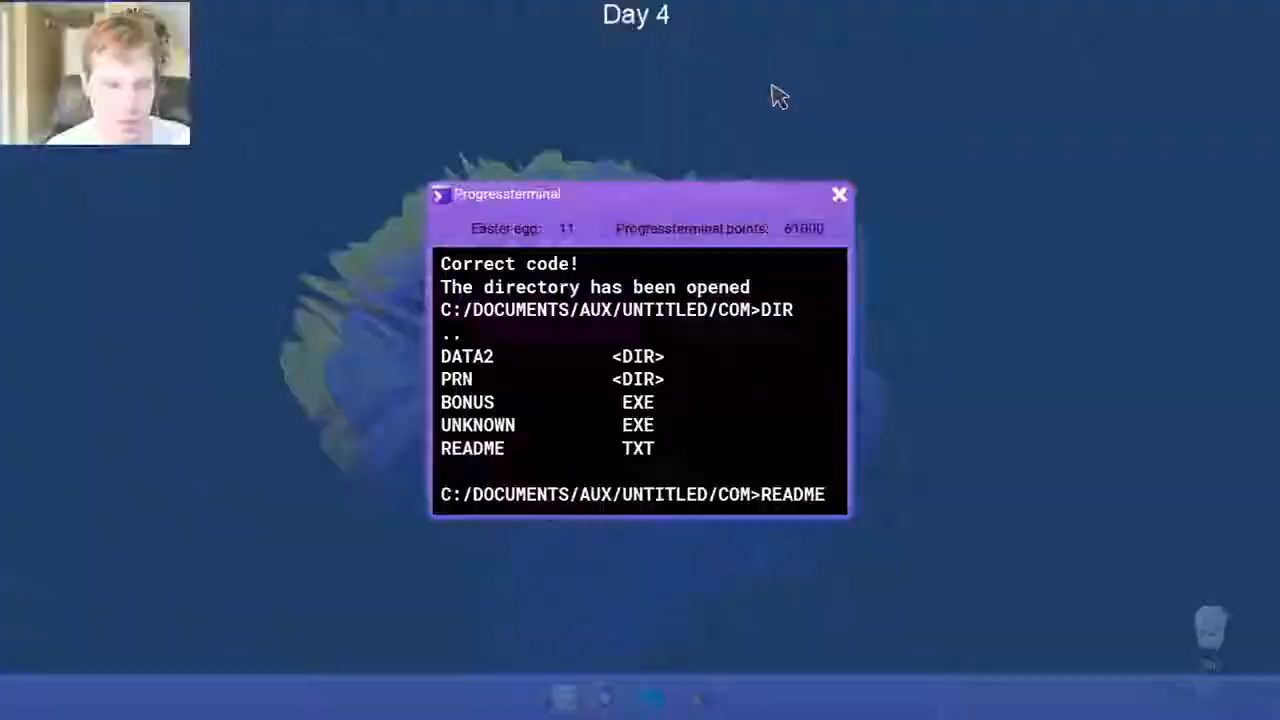 Day 4
Progressterminal
Easter egg: 11 Progressterminal points: 61000
Correct code!
The directory has been opened
C:/DOCUMENTS/AUX/UNTITLED/COM>DIR
..
DATA2 <DIR>
PRN <DIR>
BONUS EXE
UNKNOWN EXE
README TXT
C:/DOCUMENTS/AUX/UNTITLED/COM>README